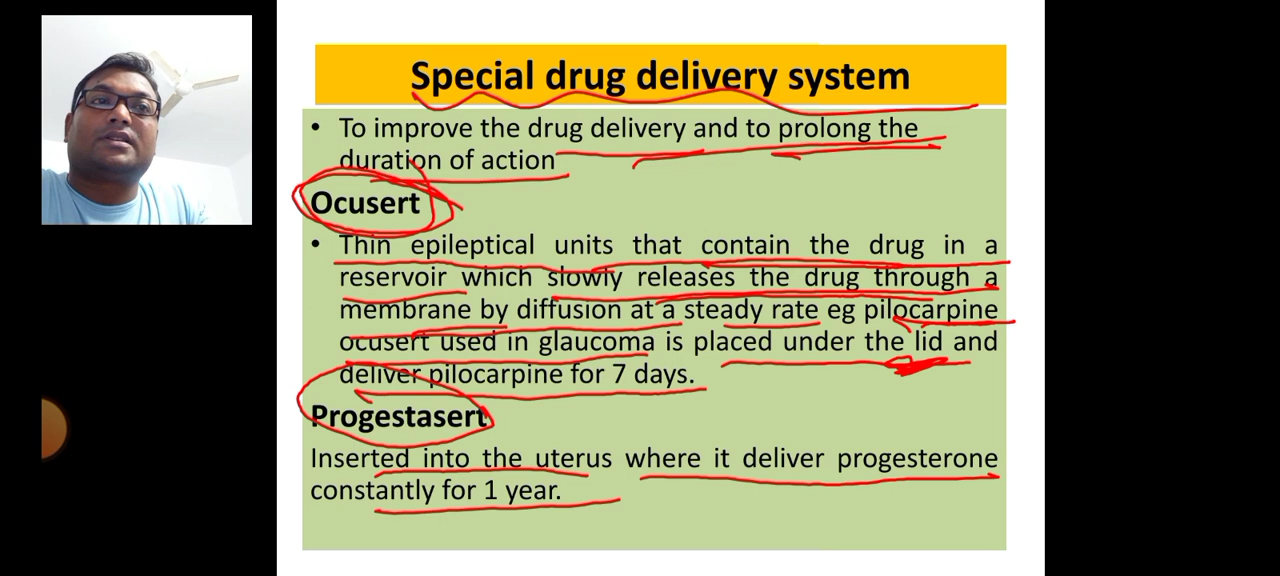 Special drug delivery system
• To improve the drug delivery and to prolong the
duration of action
Ocusert
• Thin epileptical units that contain the drug in a
reservoir which slowly releases the drug through a
membrane by diffusion at a steady rate eg pilocarpine
ocusert used in glaucoma is placed under the lid and
deliver pilocarpine for 7 days.
Progestasert
Inserted into the uterus where it deliver progesterone
constantly for 1 year.